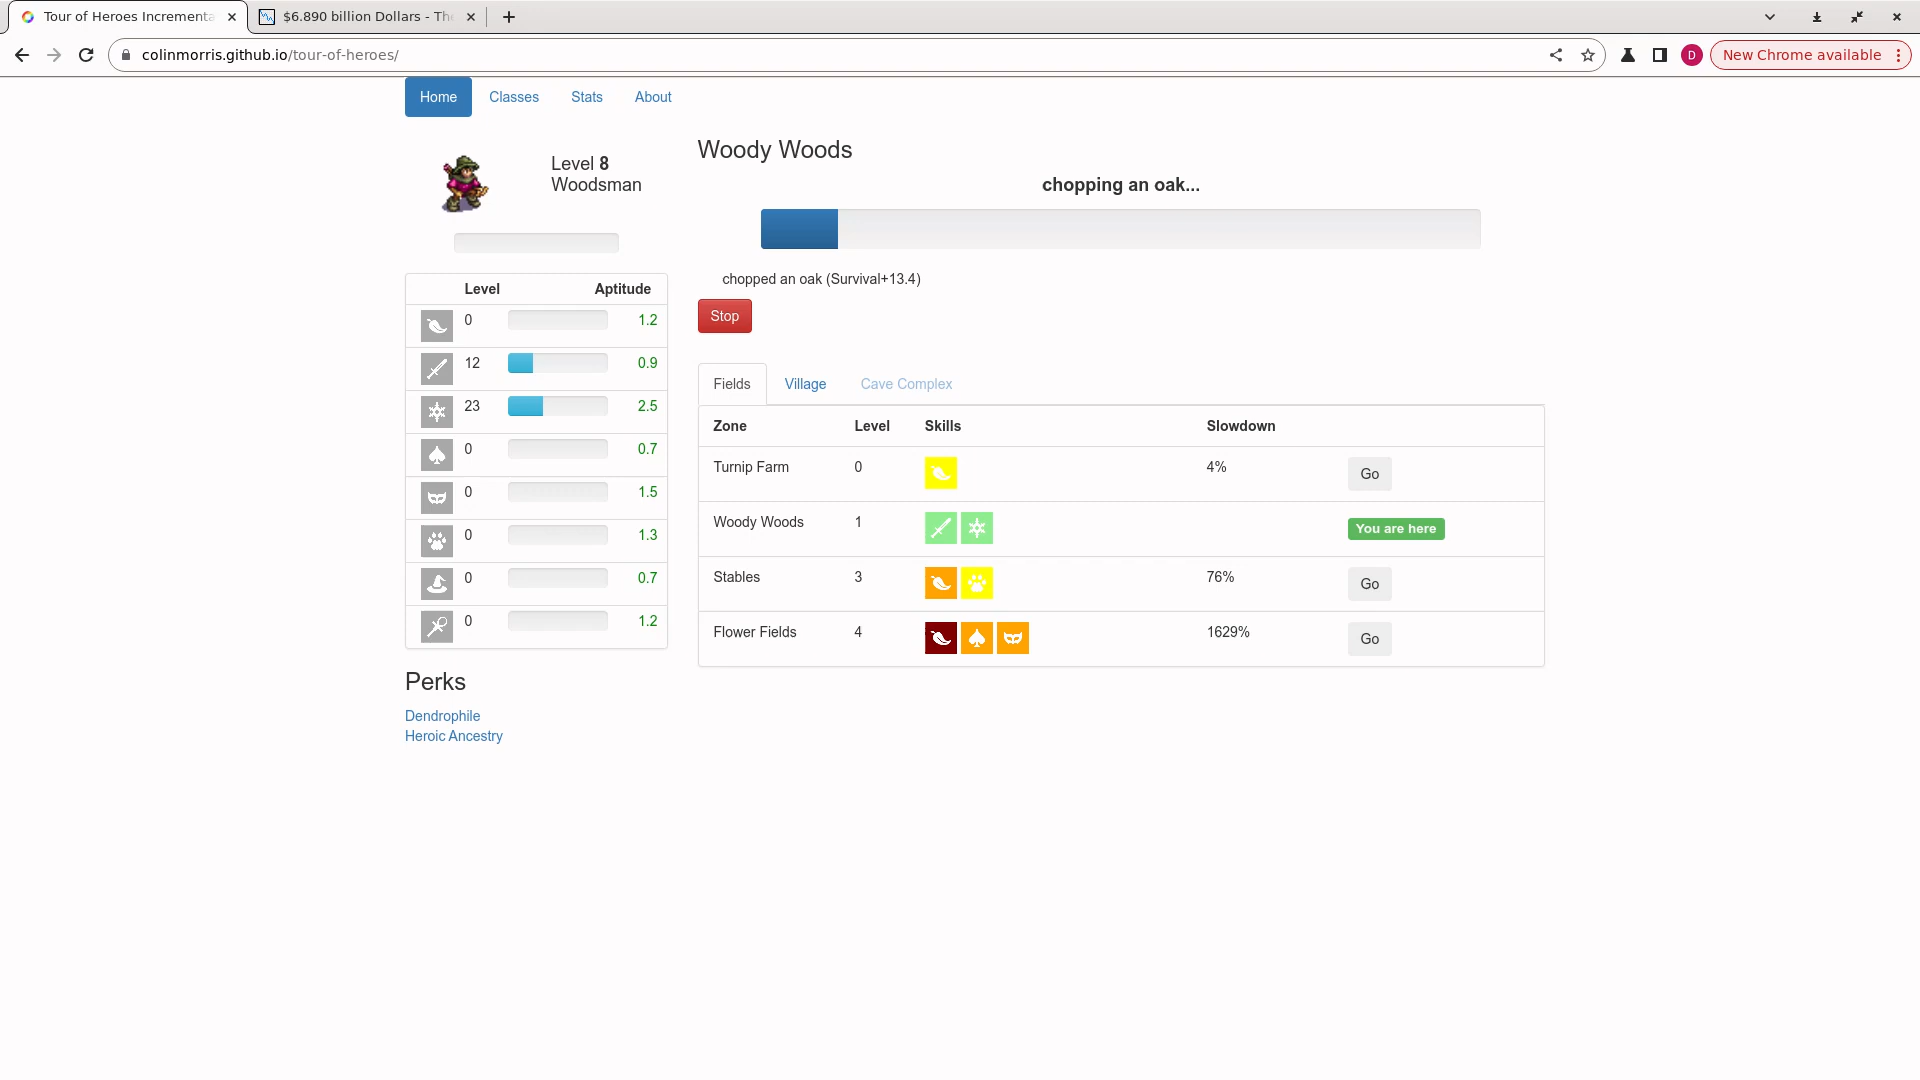 Tour of Heroes Incrementa
$6.890 billion Dollars - The
colinmorris.github.io/tour-of-heroes/
D
New Chrome available
Home
Classes
Stats
About
Level 8
Woodsman
Woody Woods
chopping an oak...
chopped an oak (Survival+13.4)
Stop
Level Aptitude
0 1.2
12 0.9
23 2.5
0 0.7
0 1.5
0 1.3
0 0.7
0 1.2
Perks
Dendrophile
Heroic Ancestry
Fields
Village
Cave Complex
Zone Level Skills Slowdown
Turnip Farm 0 4% Go
Woody Woods 1 You are here
Stables 3 76% Go
Flower Fields 4 1629% Go